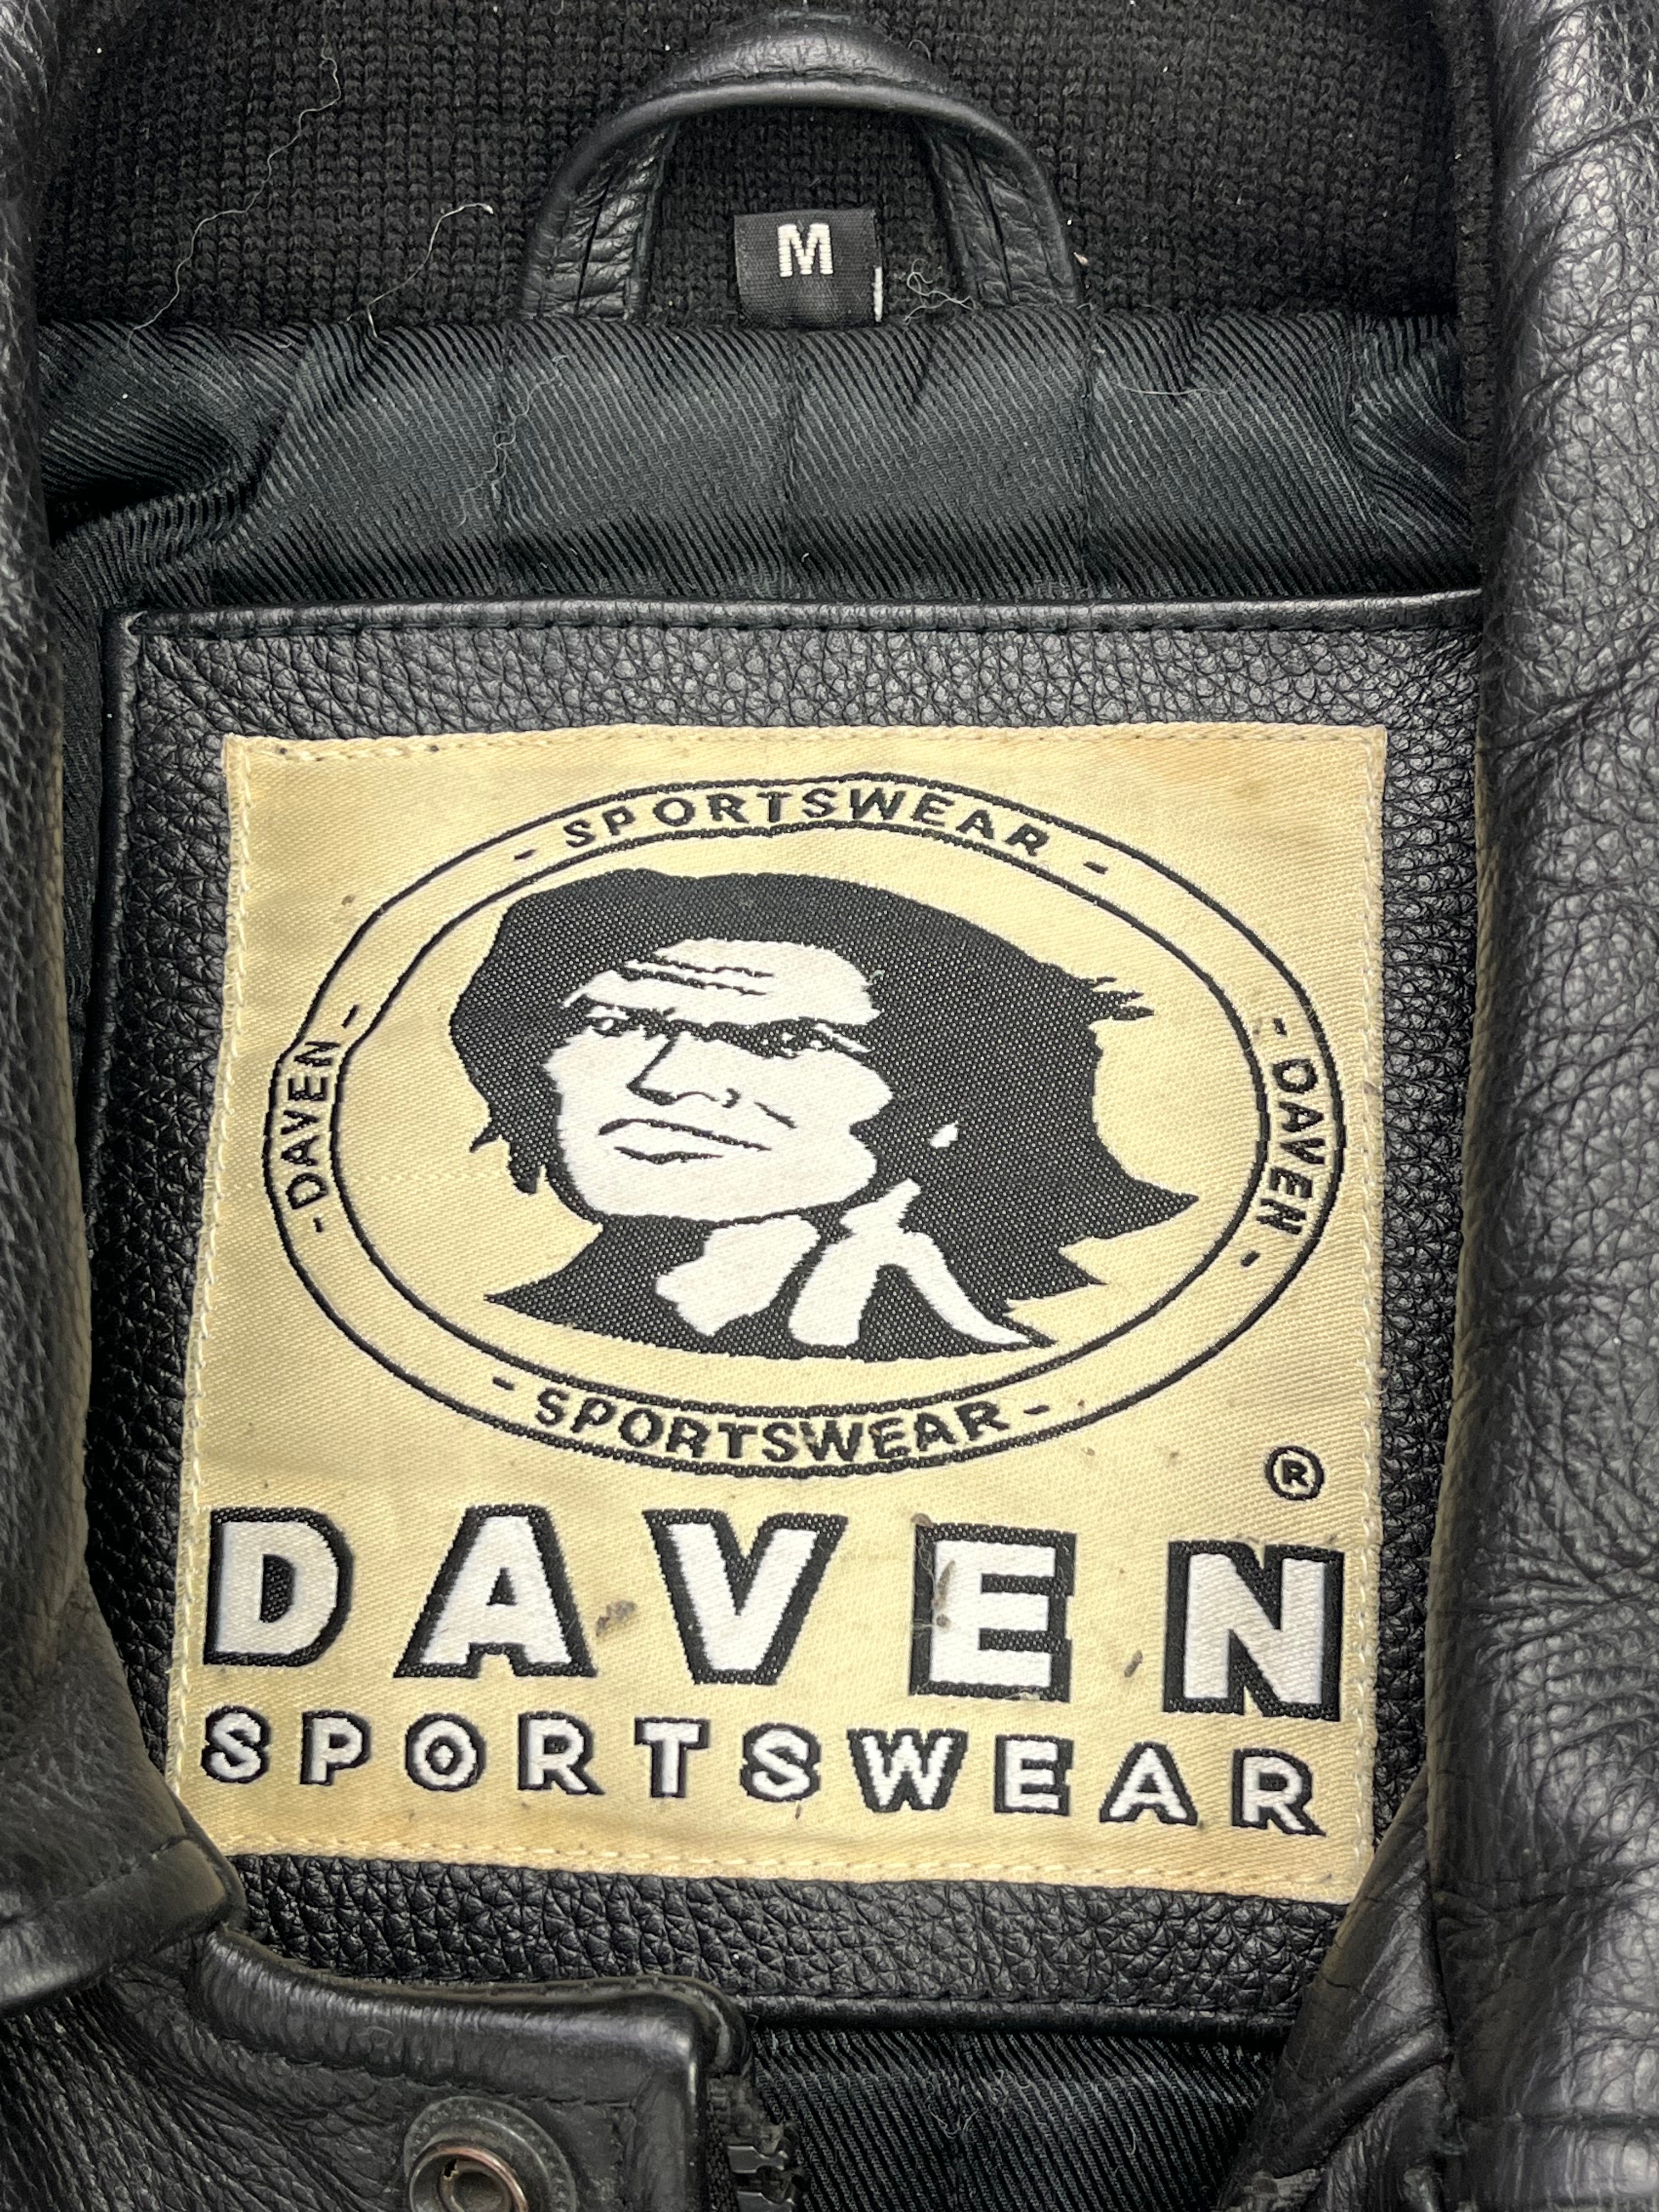 M
- SPORTSWEAR -
- DAVEN -
- DAVEN -
- SPORTSWEAR -
®
DAVEN
SPORTSWEAR